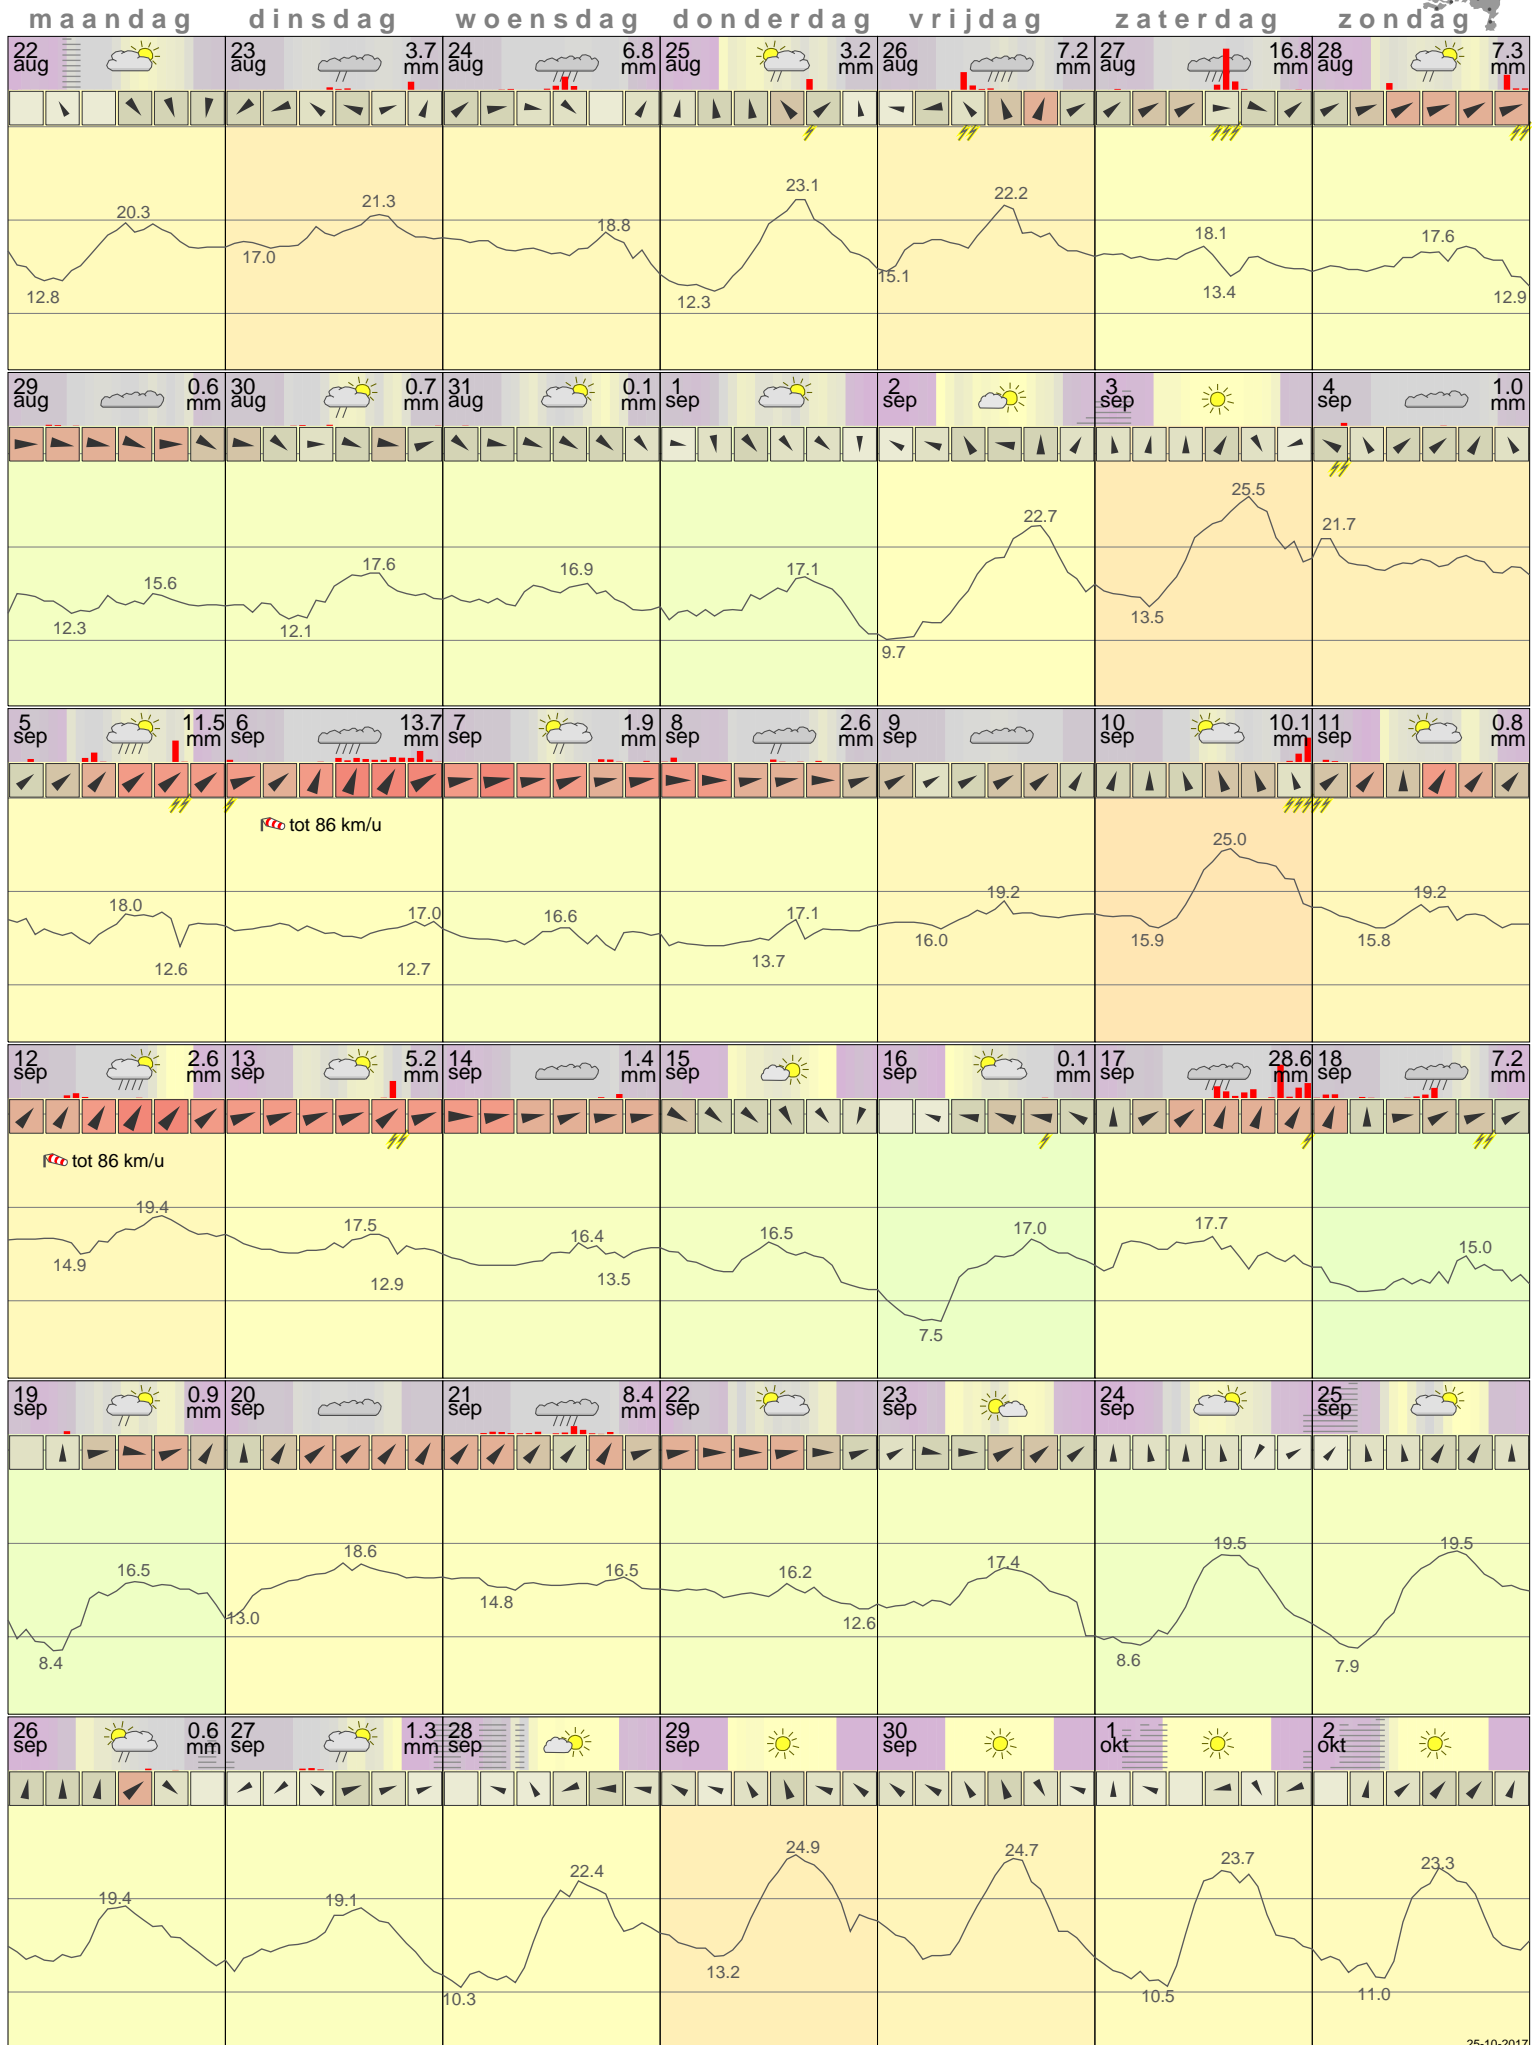 maandag dinsdag woensdag donderdag vrijdag zaterdag zondag
22 aug
23 aug 3.7 mm
24 aug 6.8 mm
25 aug 3.2 mm
26 aug 7.2 mm
27 aug 16.8 mm
28 aug 7.3 mm
20.3 12.8
21.3 17.0
18.8
23.1 12.3
22.2 15.1
18.1 13.4
17.6 12.9
29 aug 0.6 mm
30 aug 0.7 mm
31 aug 0.1 mm
1 sep
2 sep
3 sep
4 sep 1.0 mm
15.6 12.3
17.6 12.1
16.9
17.1
22.7 9.7
25.5 13.5
21.7
5 sep 11.5 mm
6 sep 13.7 mm
7 sep 1.9 mm
8 sep 2.6 mm
9 sep
10 sep 10.1 mm
11 sep 0.8 mm
tot 86 km/u
18.0 12.6
17.0 12.7
16.6
17.1 13.7
19.2 16.0
25.0 15.9
19.2 15.8
12 sep 2.6 mm
13 sep 5.2 mm
14 sep 1.4 mm
15 sep
16 sep 0.1 mm
17 sep 28.6 mm
18 sep 7.2 mm
tot 86 km/u
19.4 14.9
17.5 12.9
16.4 13.5
16.5
17.0 7.5
17.7
15.0
19 sep 0.9 mm
20 sep
21 sep 8.4 mm
22 sep
23 sep
24 sep
25 sep
16.5 8.4
18.6 13.0
16.5 14.8
16.2 12.6
17.4
19.5 8.6
19.5 7.9
26 sep 0.6 mm
27 sep 1.3 mm
28 sep
29 sep
30 sep
1 okt
2 okt
19.4
19.1
22.4 10.3
24.9 13.2
24.7
23.7 10.5
23.3 11.0
25-10-2017